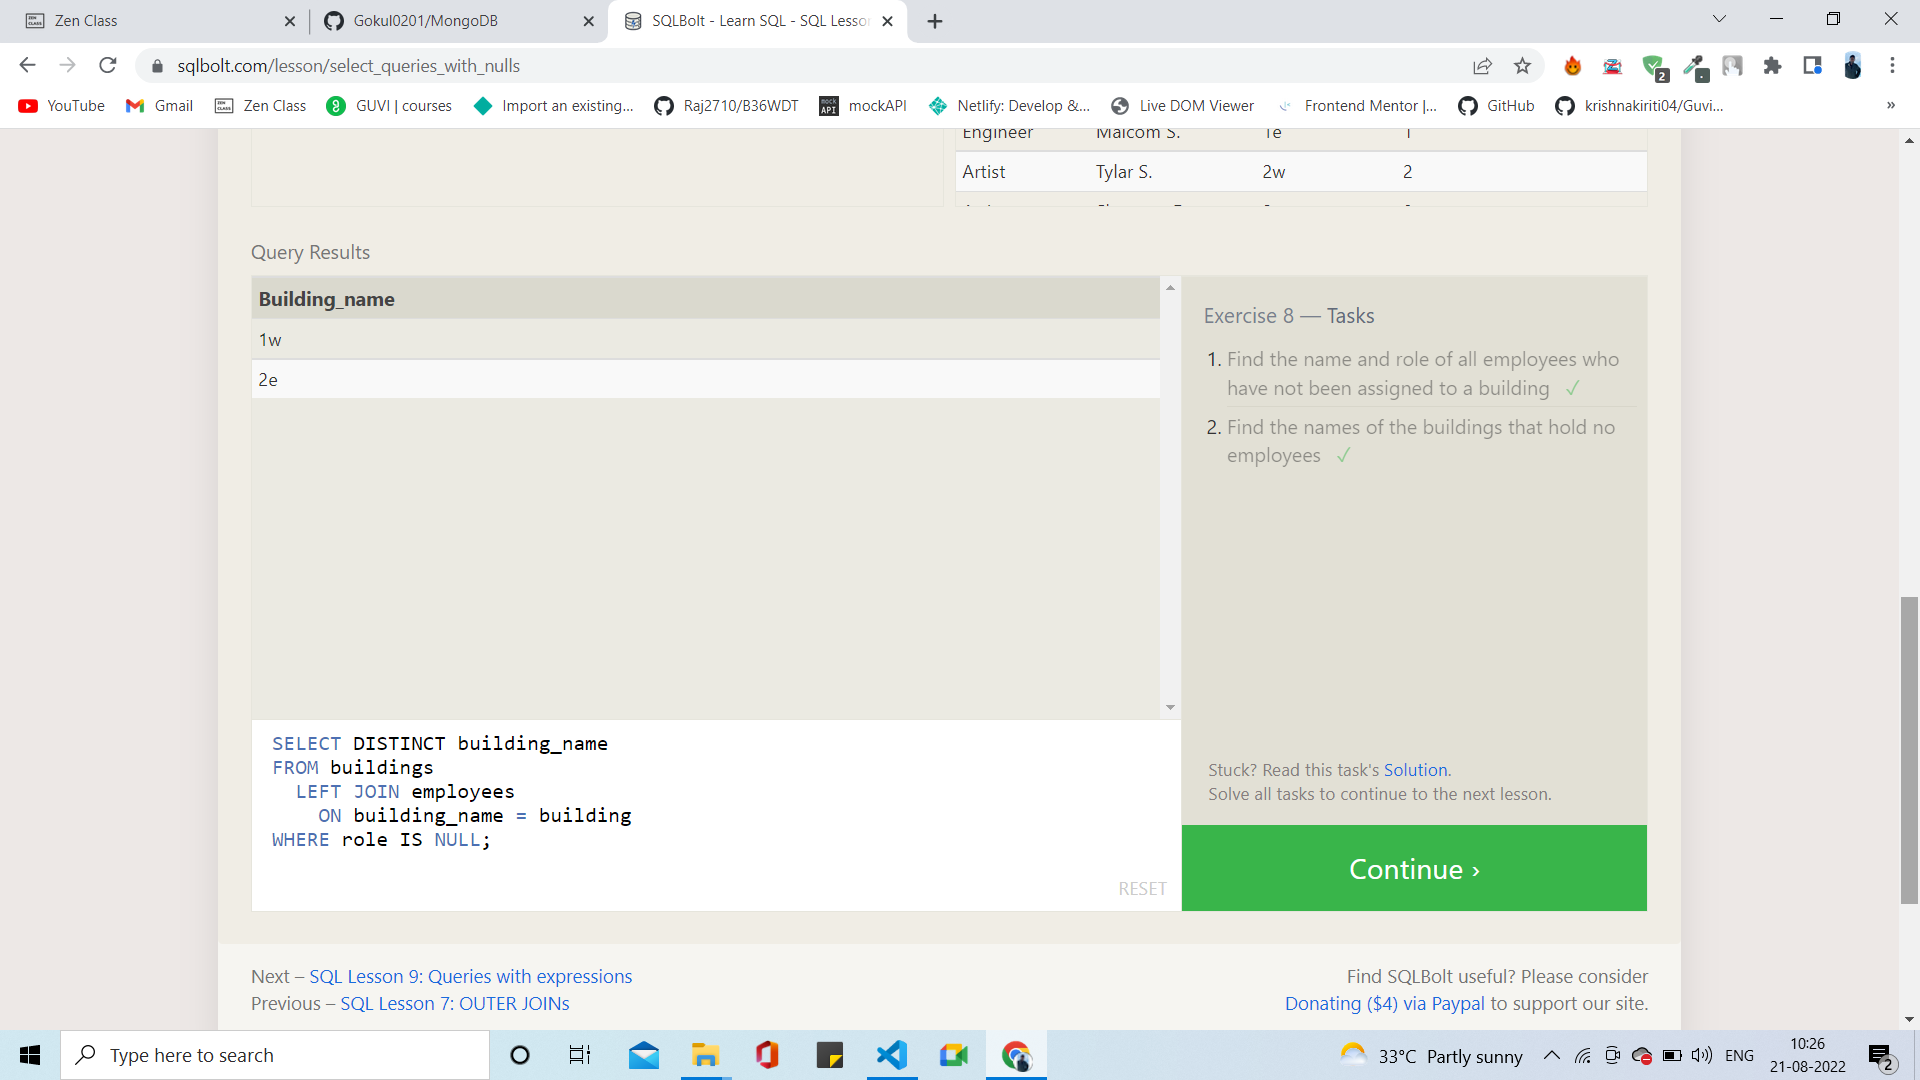 Zen Class
Gokul0201/MongoDB
SQLBolt - Learn SQL - SQL Lesson
sqlbolt.com/lesson/select_queries_with_nulls
2
YouTube
Gmail
Zen Class
GUVI | courses
Import an existing...
Raj2710/B36WDT
mockAPI
Netlify: Develop &...
Live DOM Viewer
Frontend Mentor |...
GitHub
krishnakiriti04/Guvi...
»
Engineer Malcom S. 1e 1
Artist Tylar S. 2w 2
Query Results
Building_name
1w
2e
Exercise 8 — Tasks
1. Find the name and role of all employees who
have not been assigned to a building ✓
2. Find the names of the buildings that hold no
employees ✓
SELECT DISTINCT building_name
FROM buildings
LEFT JOIN employees
ON building_name = building
WHERE role IS NULL;
RESET
Stuck? Read this task's Solution.
Solve all tasks to continue to the next lesson.
Continue ›
Next – SQL Lesson 9: Queries with expressions
Previous – SQL Lesson 7: OUTER JOINs
Find SQLBolt useful? Please consider
Donating ($4) via Paypal to support our site.
Type here to search
33°C Partly sunny
ENG
10:26
21-08-2022
2